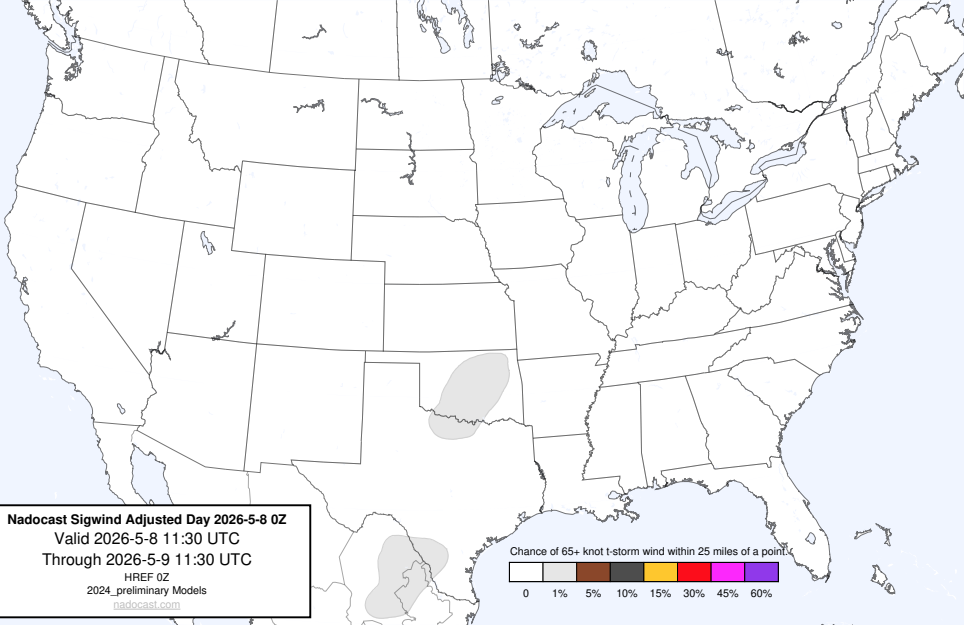 Nadocast Sigwind Adjusted Day 2026-5-8 0Z
Valid 2026-5-8 11:30 UTC
Through 2026-5-9 11:30 UTC
HREF 0Z
2024_preliminary Models
nadocast.com
Chance of 65+ knot t-storm wind within 25 miles of a point.
0 1% 5% 10% 15% 30% 45% 60%